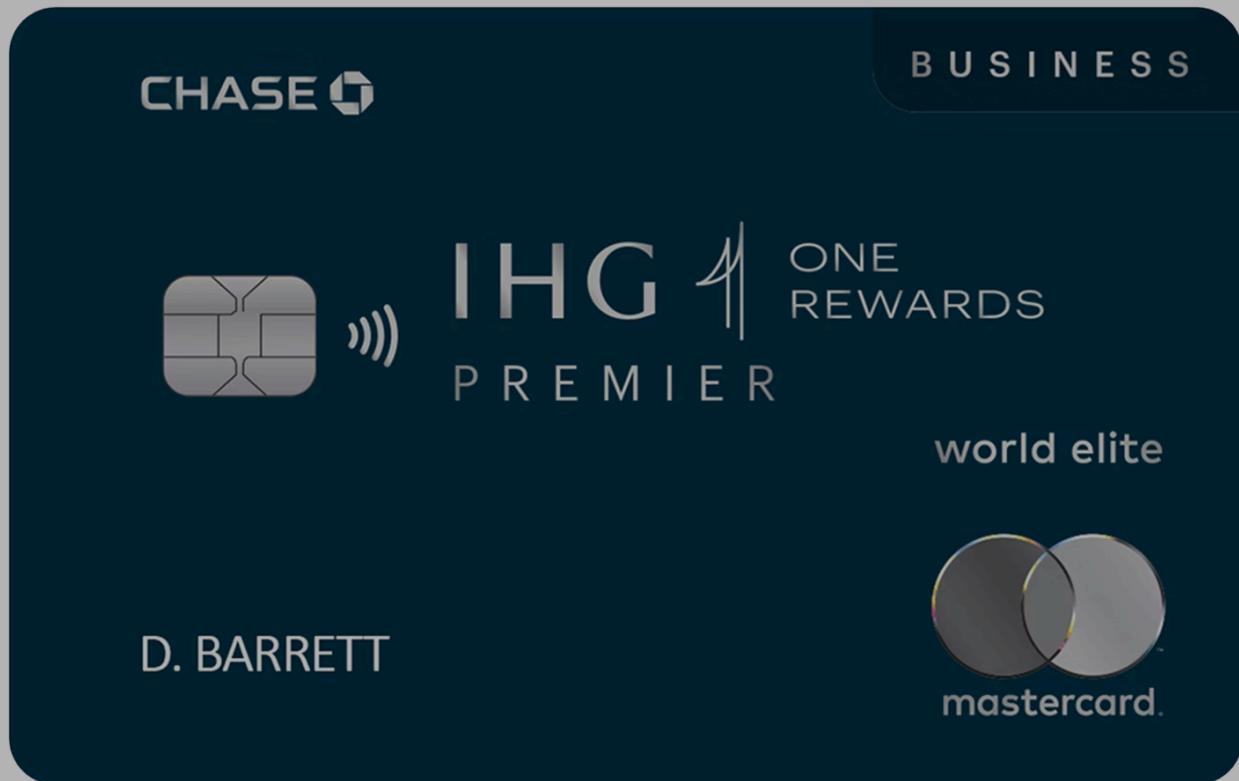 CHASE
BUSINESS
IHG ONE
REWARDS
PREMIER
world elite
D. BARRETT
mastercard.